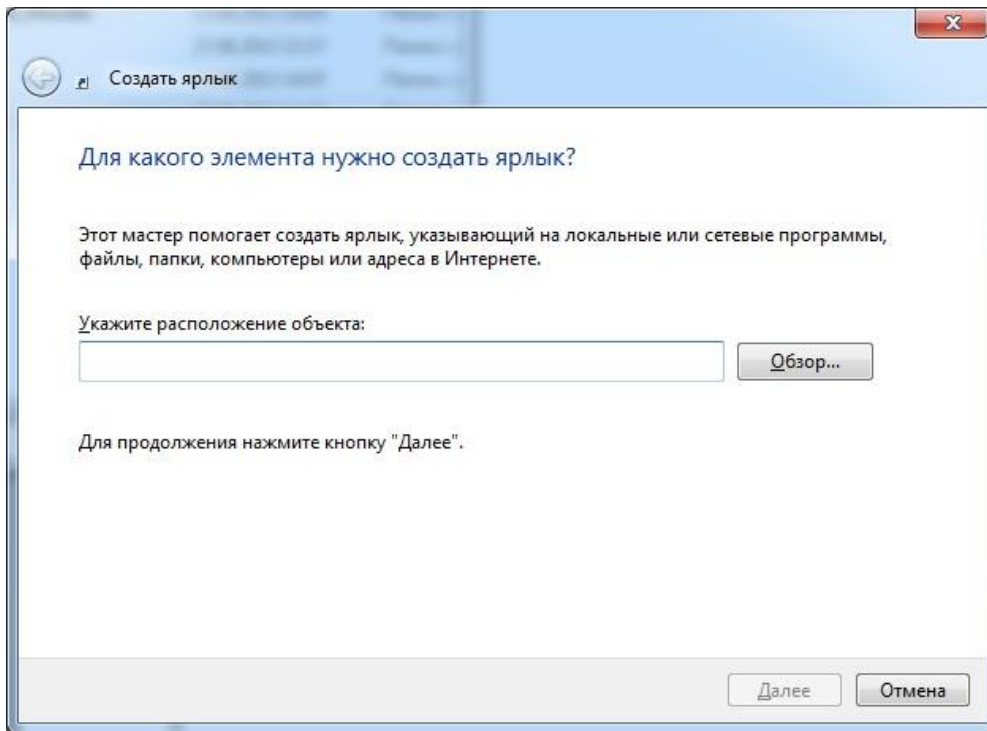 Создать ярлык
Для какого элемента нужно создать ярлык?
Этот мастер помогает создать ярлык, указывающий на локальные или сетевые программы,
файлы, папки, компьютеры или адреса в Интернете.
Укажите расположение объекта:
Обзор...
Для продолжения нажмите кнопку "Далее".
Далее
Отмена